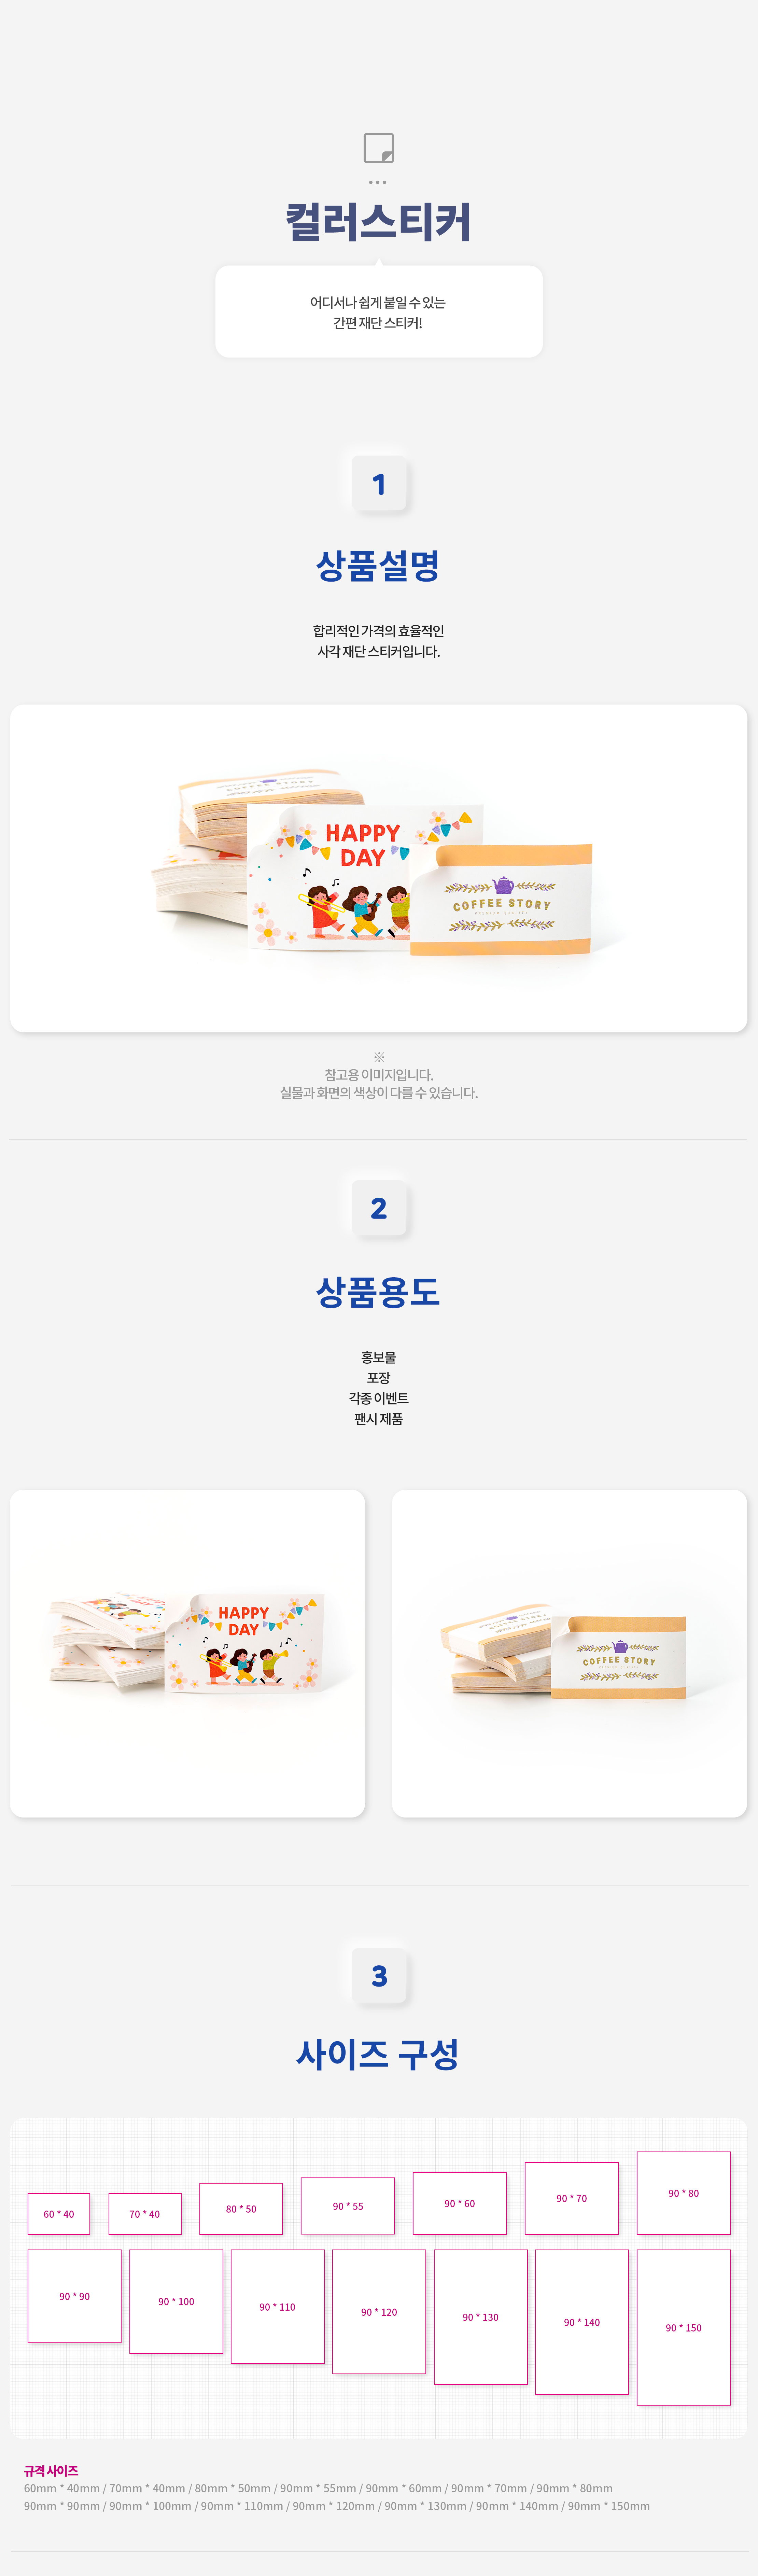 컬러스티커
어디서나 쉽게 붙일 수 있는
간편 재단 스티커!
1
상품설명
합리적인 가격의 효율적인
사각 재단 스티커입니다.
COFFEE STORY
HAPPY
DAY
COFFEE STORY
PREMIUM QUALITY
※
참고용 이미지입니다.
실물과 화면의 색상이 다를 수 있습니다.
2
상품용도
홍보물
포장
각종 이벤트
팬시 제품
HAPPY
DAY
COFFEE STORY
PREMIUM QUALITY
3
사이즈 구성
60 * 40
70 * 40
80 * 50
90 * 55
90 * 60
90 * 70
90 * 80
90 * 90
90 * 100
90 * 110
90 * 120
90 * 130
90 * 140
90 * 150
규격 사이즈
60mm * 40mm / 70mm * 40mm / 80mm * 50mm / 90mm * 55mm / 90mm * 60mm / 90mm * 70mm / 90mm * 80mm
90mm * 90mm / 90mm * 100mm / 90mm * 110mm / 90mm * 120mm / 90mm * 130mm / 90mm * 140mm / 90mm * 150mm